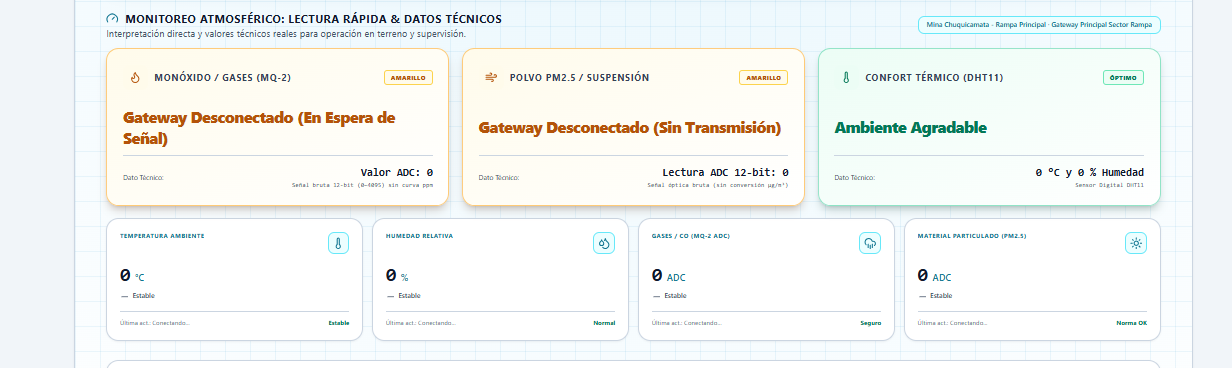 MONITOREO ATMOSFÉRICO: LECTURA RÁPIDA & DATOS TÉCNICOS
Interpretación directa y valores técnicos reales para operación en terreno y supervisión.
Mina Chuquicamata - Rampa Principal · Gateway Principal Sector Rampa
MONÓXIDO / GASES (MQ-2)
AMARILLO
Gateway Desconectado (En Espera de
Señal)
Dato Técnico:
Valor ADC: 0
Señal bruta 12-bit (0-4095) sin curva ppm
POLVO PM2.5 / SUSPENSIÓN
AMARILLO
Gateway Desconectado (Sin Transmisión)
Dato Técnico:
Lectura ADC 12-bit: 0
Señal óptica bruta (sin conversión µg/m³)
CONFORT TÉRMICO (DHT11)
ÓPTIMO
Ambiente Agradable
Dato Técnico:
0 °C y 0 % Humedad
Sensor Digital DHT11
TEMPERATURA AMBIENTE
0 °C
— Estable
Última act.: Conectando...
Estable
HUMEDAD RELATIVA
0 %
— Estable
Última act.: Conectando...
Normal
GASES / CO (MQ-2 ADC)
0 ADC
— Estable
Última act.: Conectando...
Seguro
MATERIAL PARTICULADO (PM2.5)
0 ADC
— Estable
Última act.: Conectando...
Norma OK